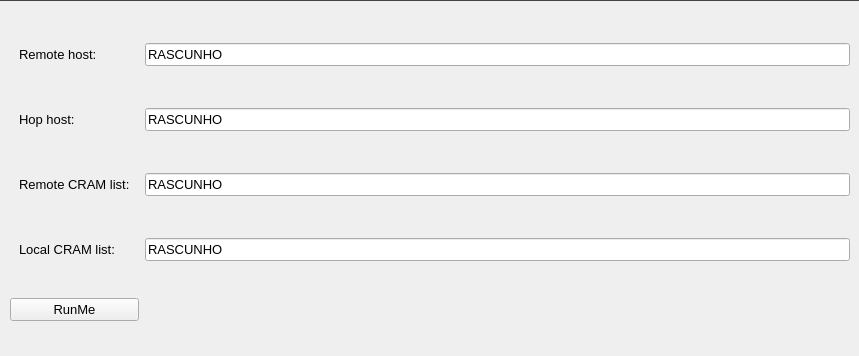 Remote host: RASCUNHO
Hop host: RASCUNHO
Remote CRAM list: RASCUNHO
Local CRAM list: RASCUNHO
RunMe